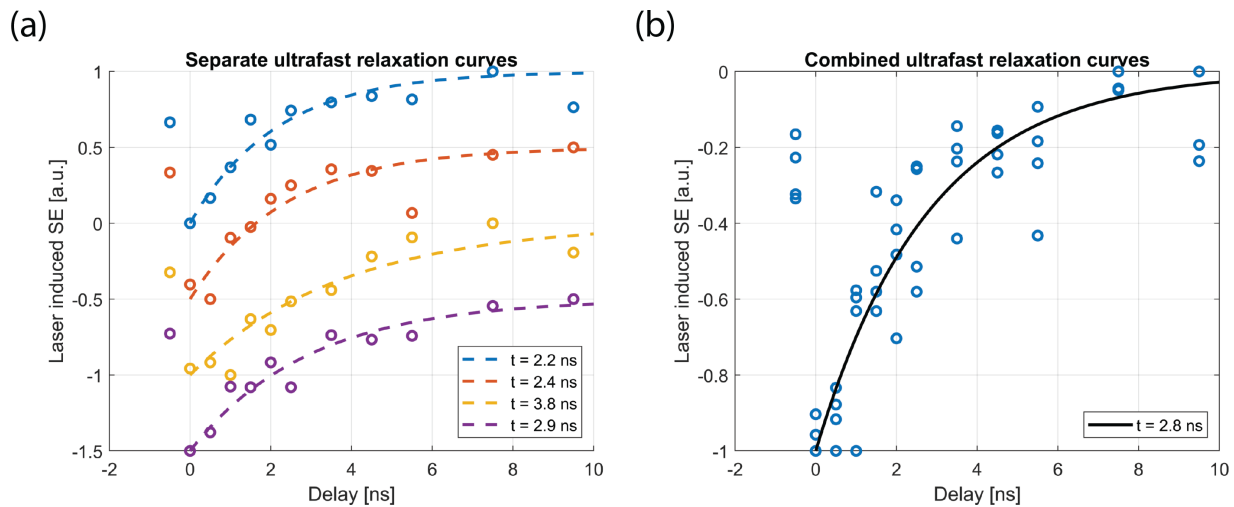 (a)
Separate ultrafast relaxation curves
Laser induced SE [a.u.]
1
0.5
0
-0.5
-1
-1.5
-2
0
2
4
6
8
10
Delay [ns]
t = 2.2 ns
t = 2.4 ns
t = 3.8 ns
t = 2.9 ns
(b)
Combined ultrafast relaxation curves
Laser induced SE [a.u.]
0
-0.2
-0.4
-0.6
-0.8
-1
-2
0
2
4
6
8
10
Delay [ns]
t = 2.8 ns